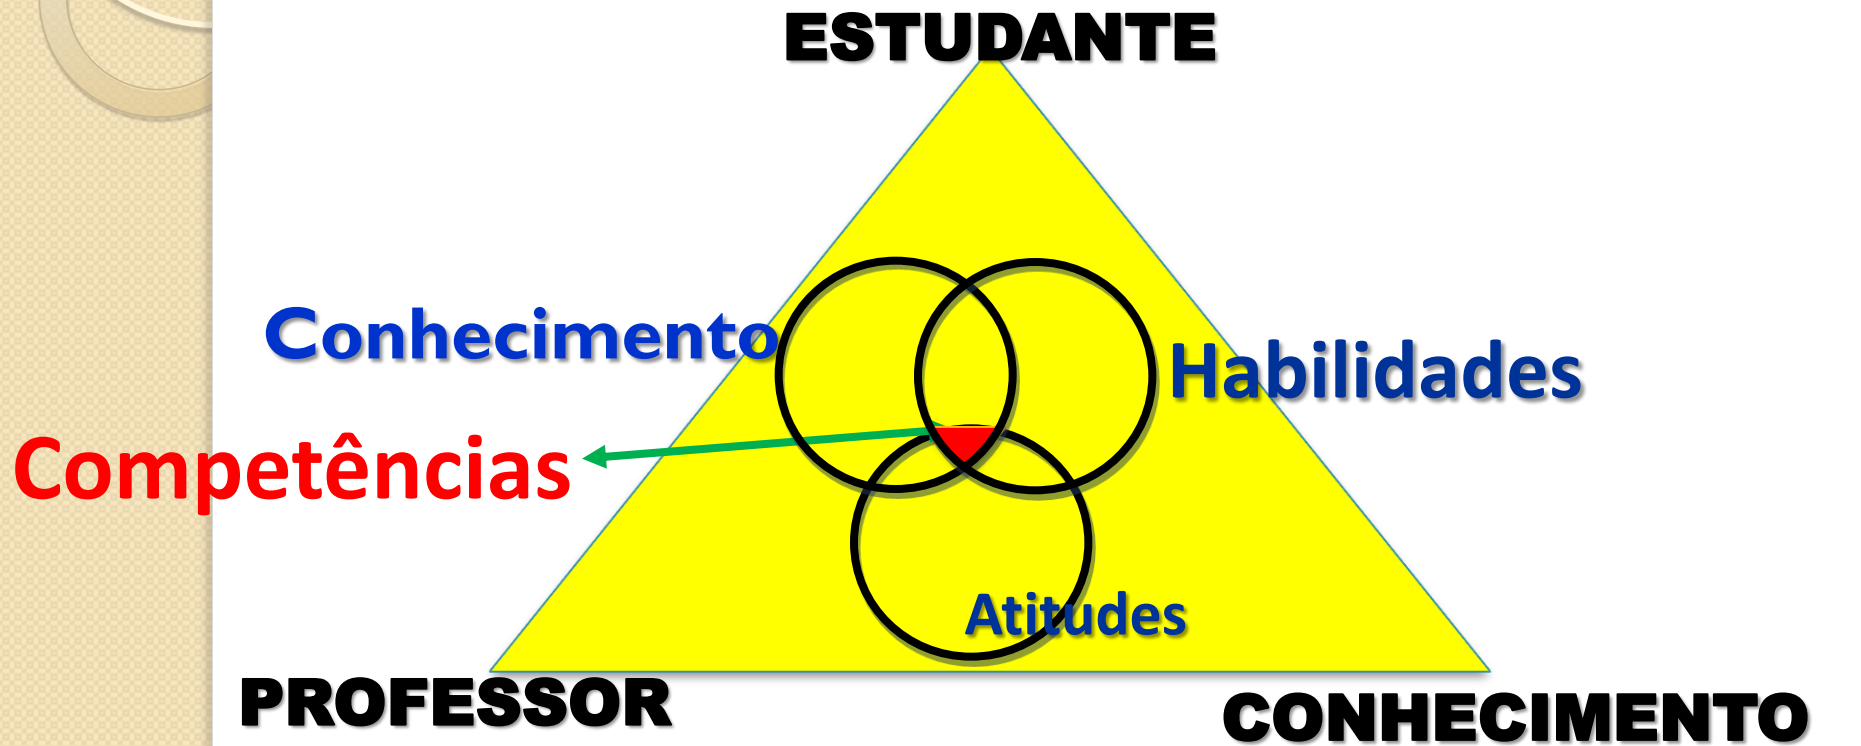 ESTUDANTE
Conhecimento
Habilidades
Competências
Atitudes
PROFESSOR
CONHECIMENTO